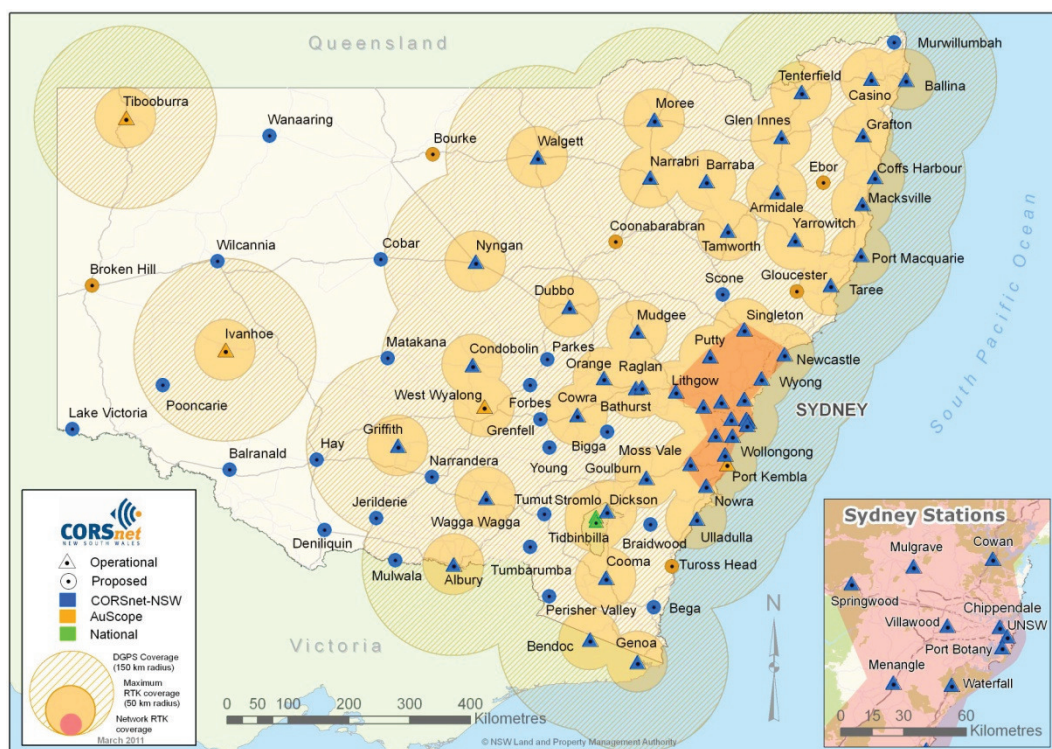 Queensland
Murwillumbah
Tibooburra
Tenterfield
Casino
Ballina
Wanaaring
Moree
Bourke
Walgett
Glen Innes
Grafton
Narrabri
Barraba
Ebor
Coffs Harbour
Macksville
Armidale
Coonabarabran
Tamworth
Yarrowitch
Wilcannia
Cobar
Nyngan
Port Macquarie
Broken Hill
Scone
Gloucester
Taree
Dubbo
Mudgee
Singleton
Ivanhoe
Matakana
Condobolin
Parkes
Orange
Raglan
Putty
Newcastle
Lithgow
Wyong
Pooncarie
West Wyalong
Forbes
Cowra
Bathurst
SYDNEY
Lake Victoria
Griffith
Grenfell
Bigga
Moss Vale
Wollongong
Hay
Balranald
Narrandera
Young
Goulburn
Port Kembla
Jerilderie
Tumut
Stromlo
Dickson
Nowra
Wagga Wagga
Tidbinbilla
Braidwood
Ulladulla
Deniliquin
Mulwala
Albury
Tumbarumba
Cooma
Tuross Head
Perisher Valley
Bega
Victoria
Bendoc
Genoa
South Pacific Ocean
N
0 100 200 300 400
Kilometres
© NSW Land and Property Management Authority
CORSnet
NEW SOUTH WALES
Operational
Proposed
CORSnet-NSW
AuScope
National
DGPS Coverage
(150 km radius)
Maximum
RTK coverage
(50 km radius)
Network RTK
coverage
March 2011
Sydney Stations
Mulgrave
Cowan
Springwood
Chippendale
Villawood
UNSW
Port Botany
Menangle
Waterfall
0 15 30 60
Kilometres